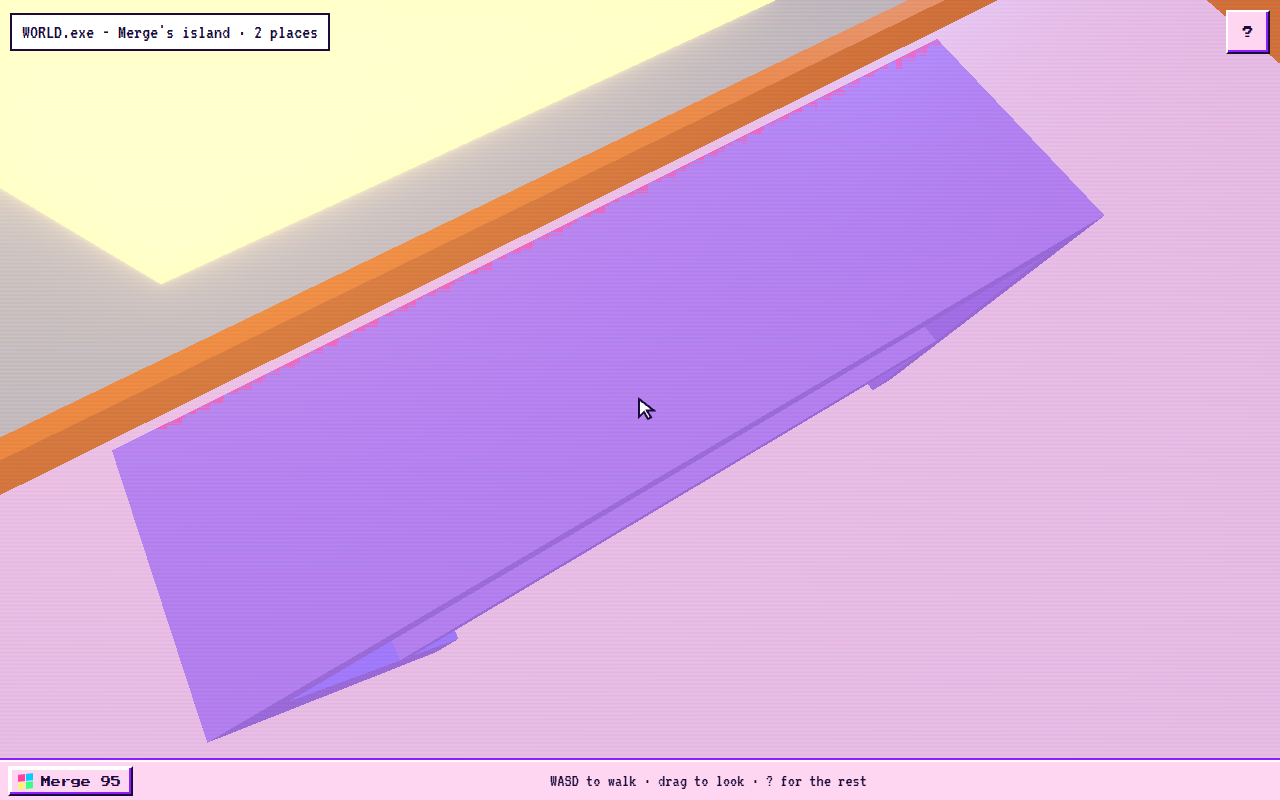 WORLD.exe - Merge's island · 2 places
?
Merge 95
WASD to walk · drag to look · ? for the rest